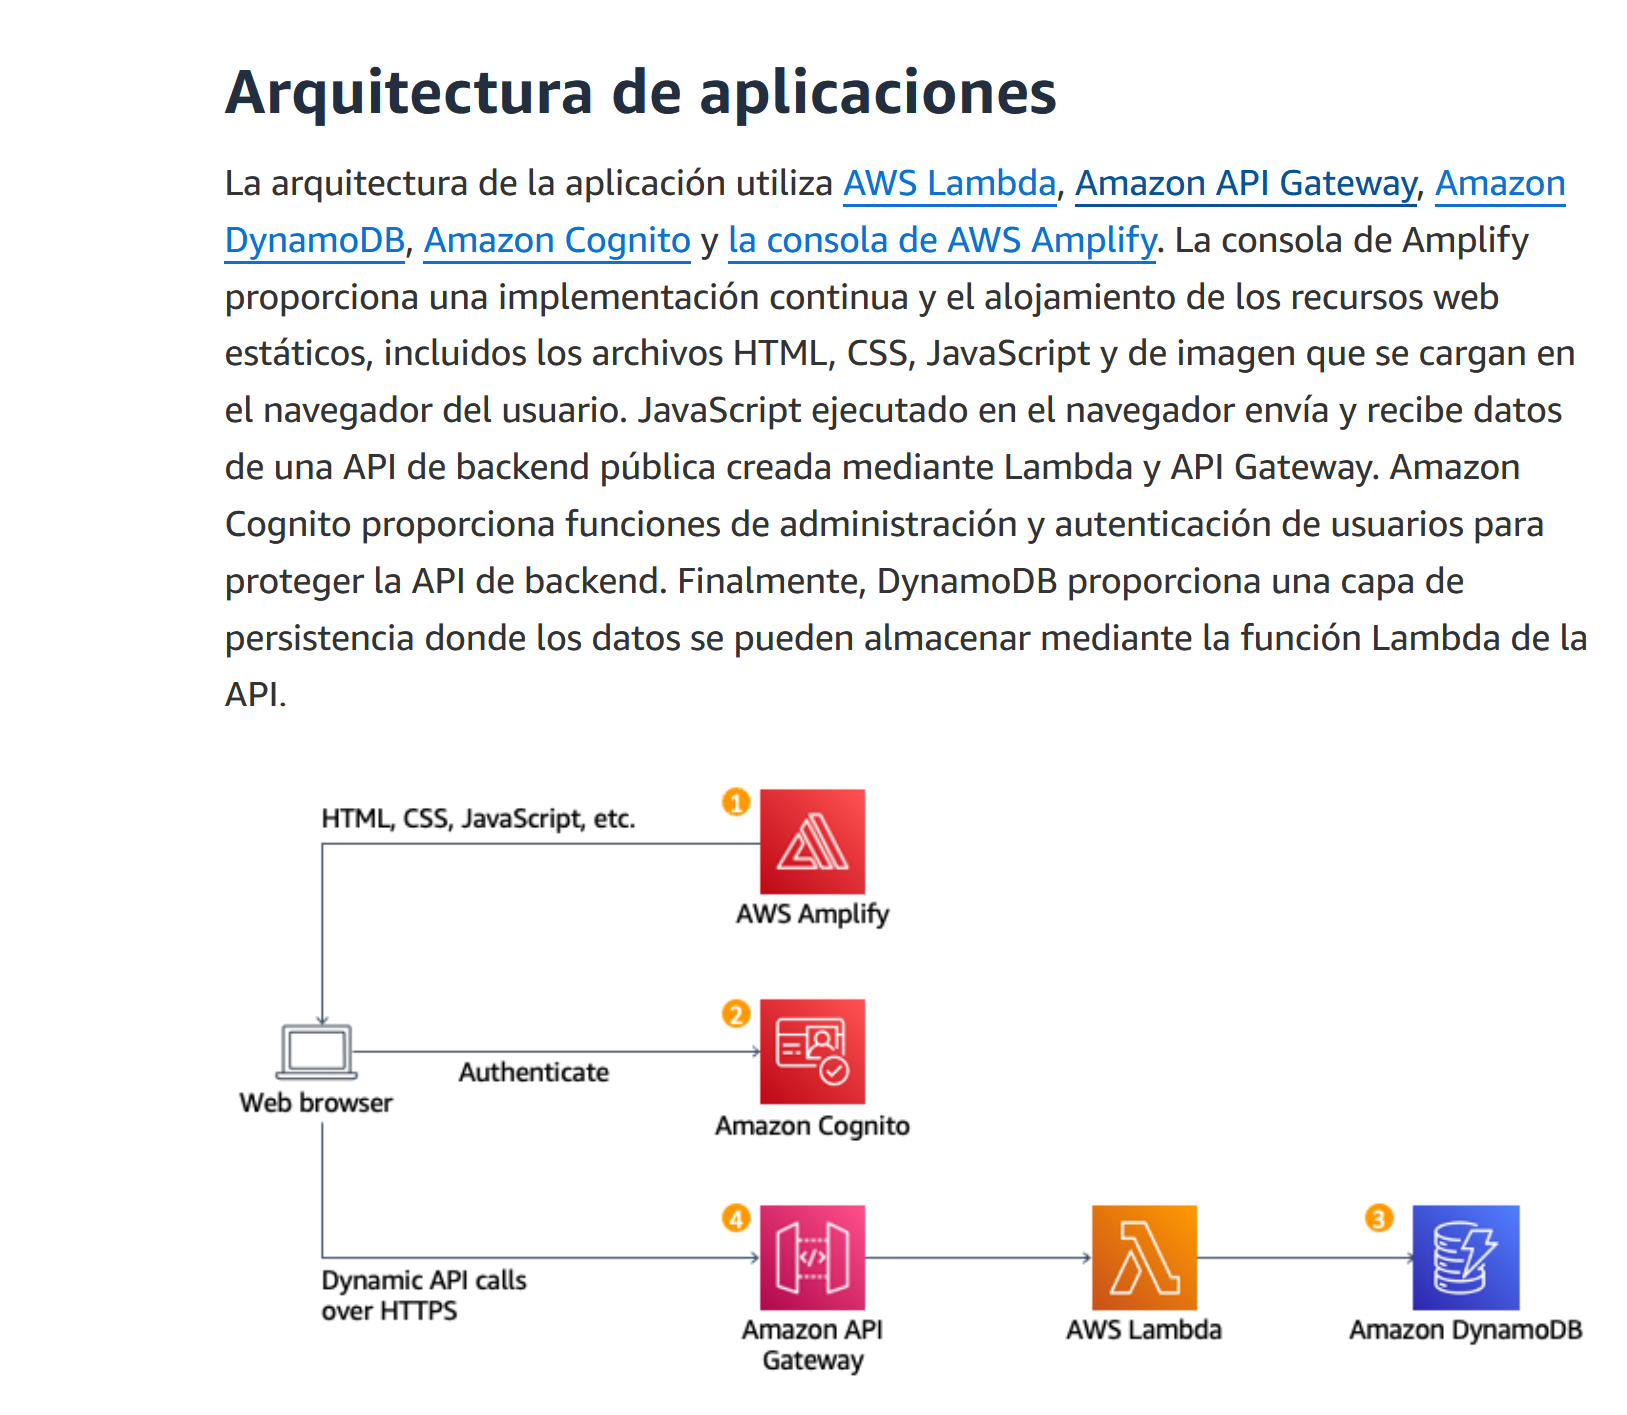 Arquitectura de aplicaciones
La arquitectura de la aplicación utiliza AWS Lambda, Amazon API Gateway, Amazon
DynamoDB, Amazon Cognito y la consola de AWS Amplify. La consola de Amplify
proporciona una implementación continua y el alojamiento de los recursos web
estáticos, incluidos los archivos HTML, CSS, JavaScript y de imagen que se cargan en
el navegador del usuario. JavaScript ejecutado en el navegador envía y recibe datos
de una API de backend pública creada mediante Lambda y API Gateway. Amazon
Cognito proporciona funciones de administración y autenticación de usuarios para
proteger la API de backend. Finalmente, DynamoDB proporciona una capa de
persistencia donde los datos se pueden almacenar mediante la función Lambda de la
API.
HTML, CSS, JavaScript, etc.
1
AWS Amplify
2
Authenticate
Web browser
Amazon Cognito
4
3
</>
Dynamic API calls
over HTTPS
Amazon API
Gateway
AWS Lambda
Amazon DynamoDB